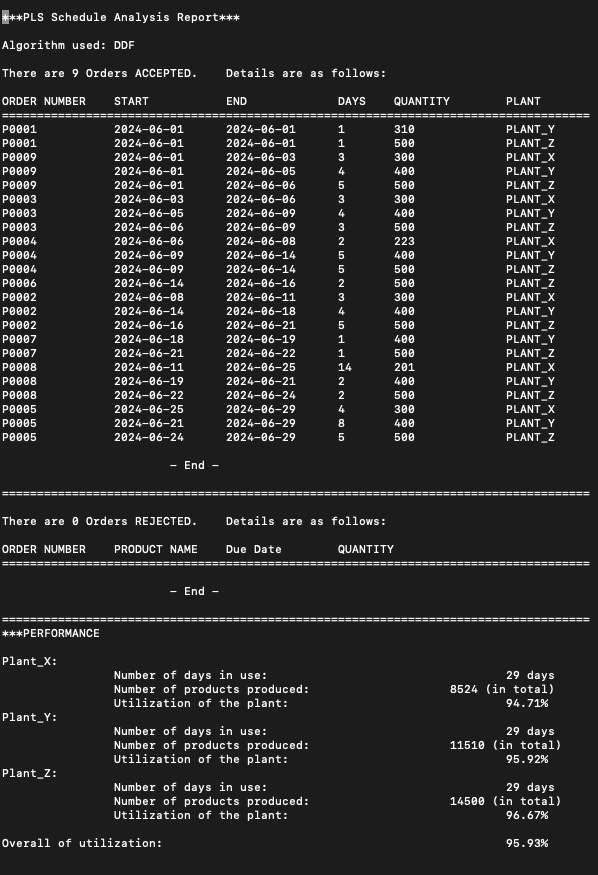 ***PLS Schedule Analysis Report***
Algorithm used: DDF
There are 9 Orders ACCEPTED.    Details are as follows:
ORDER NUMBER    START           END             DAYS    QUANTITY        PLANT
====================================================================================
P0001           2024-06-01      2024-06-01      1       310             PLANT_Y
P0001           2024-06-01      2024-06-01      1       500             PLANT_Z
P0009           2024-06-01      2024-06-03      3       300             PLANT_X
P0009           2024-06-01      2024-06-05      4       400             PLANT_Y
P0009           2024-06-01      2024-06-06      5       500             PLANT_Z
P0003           2024-06-03      2024-06-06      3       300             PLANT_X
P0003           2024-06-05      2024-06-09      4       400             PLANT_Y
P0003           2024-06-06      2024-06-09      3       500             PLANT_Z
P0004           2024-06-06      2024-06-08      2       223             PLANT_X
P0004           2024-06-09      2024-06-14      5       400             PLANT_Y
P0004           2024-06-09      2024-06-14      5       500             PLANT_Z
P0006           2024-06-14      2024-06-16      2       500             PLANT_Z
P0002           2024-06-08      2024-06-11      3       300             PLANT_X
P0002           2024-06-14      2024-06-18      4       400             PLANT_Y
P0002           2024-06-16      2024-06-21      5       500             PLANT_Z
P0007           2024-06-18      2024-06-19      1       400             PLANT_Y
P0007           2024-06-21      2024-06-22      1       500             PLANT_Z
P0008           2024-06-11      2024-06-25      14      201             PLANT_X
P0008           2024-06-19      2024-06-21      2       400             PLANT_Y
P0008           2024-06-22      2024-06-24      2       500             PLANT_Z
P0005           2024-06-25      2024-06-29      4       300             PLANT_X
P0005           2024-06-21      2024-06-29      8       400             PLANT_Y
P0005           2024-06-24      2024-06-29      5       500             PLANT_Z
- End -
====================================================================================
There are 0 Orders REJECTED.    Details are as follows:
ORDER NUMBER    PRODUCT NAME    Due Date        QUANTITY
====================================================================================
- End -
====================================================================================
***PERFORMANCE
Plant_X:
Number of days in use:                                  29 days
Number of products produced:                    8524 (in total)
Utilization of the plant:                               94.71%
Plant_Y:
Number of days in use:                                  29 days
Number of products produced:                    11510 (in total)
Utilization of the plant:                               95.92%
Plant_Z:
Number of days in use:                                  29 days
Number of products produced:                    14500 (in total)
Utilization of the plant:                               96.67%
Overall of utilization:                                                 95.93%